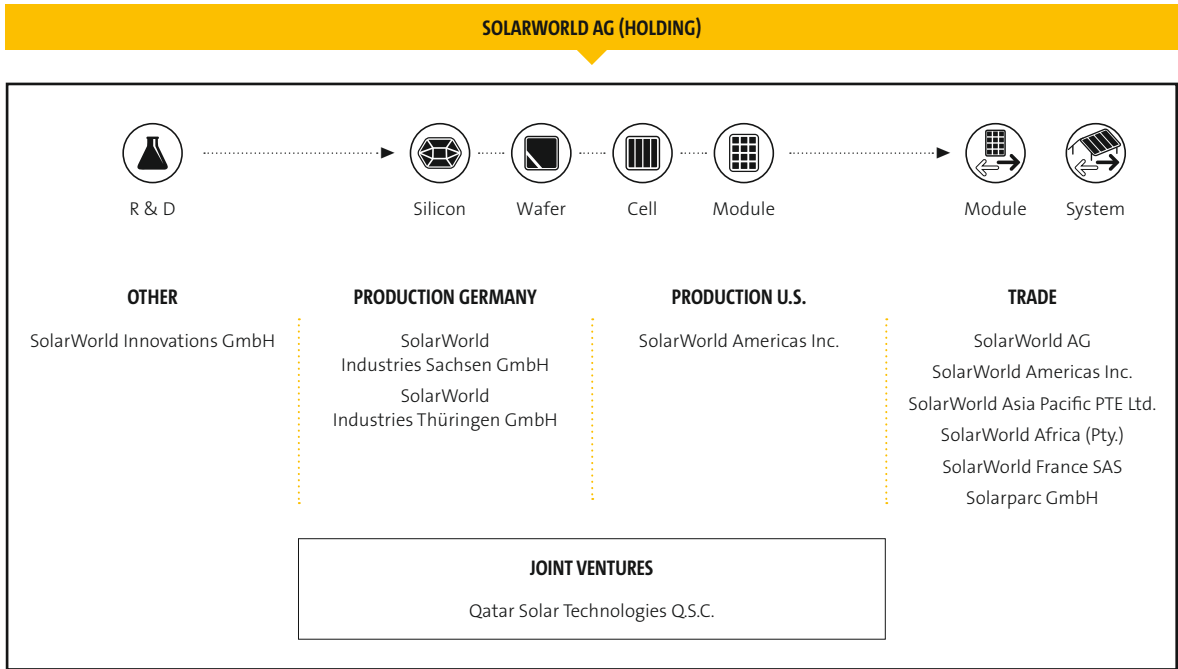 SOLARWORLD AG (HOLDING)
R & D
Silicon
Wafer
Cell
Module
Module
System
OTHER
SolarWorld Innovations GmbH
PRODUCTION GERMANY
SolarWorld
Industries Sachsen GmbH
SolarWorld
Industries Thüringen GmbH
PRODUCTION U.S.
SolarWorld Americas Inc.
TRADE
SolarWorld AG
SolarWorld Americas Inc.
SolarWorld Asia Pacific PTE Ltd.
SolarWorld Africa (Pty.)
SolarWorld France SAS
Solarparc GmbH
JOINT VENTURES
Qatar Solar Technologies Q.S.C.